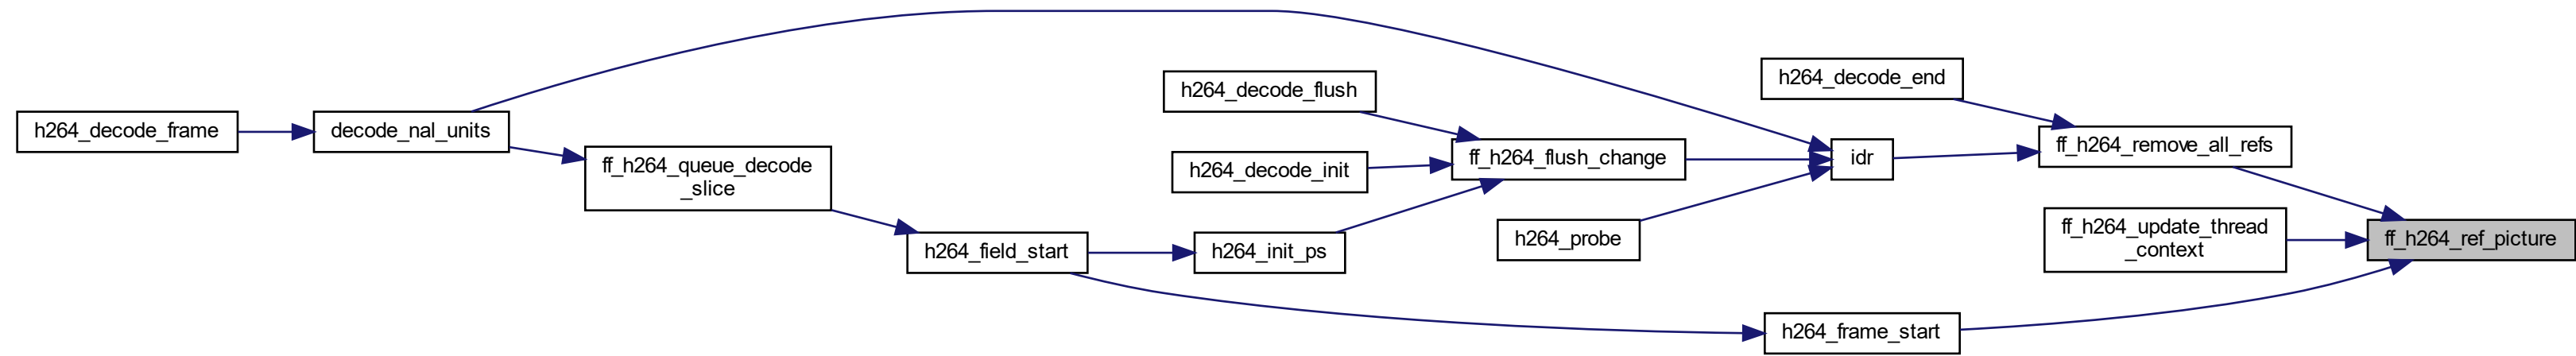 h264_decode_frame
decode_nal_units
ff_h264_queue_decode
_slice
h264_field_start
h264_decode_flush
h264_decode_init
h264_init_ps
ff_h264_flush_change
h264_probe
idr
h264_decode_end
h264_frame_start
ff_h264_remove_all_refs
ff_h264_update_thread
_context
ff_h264_ref_picture